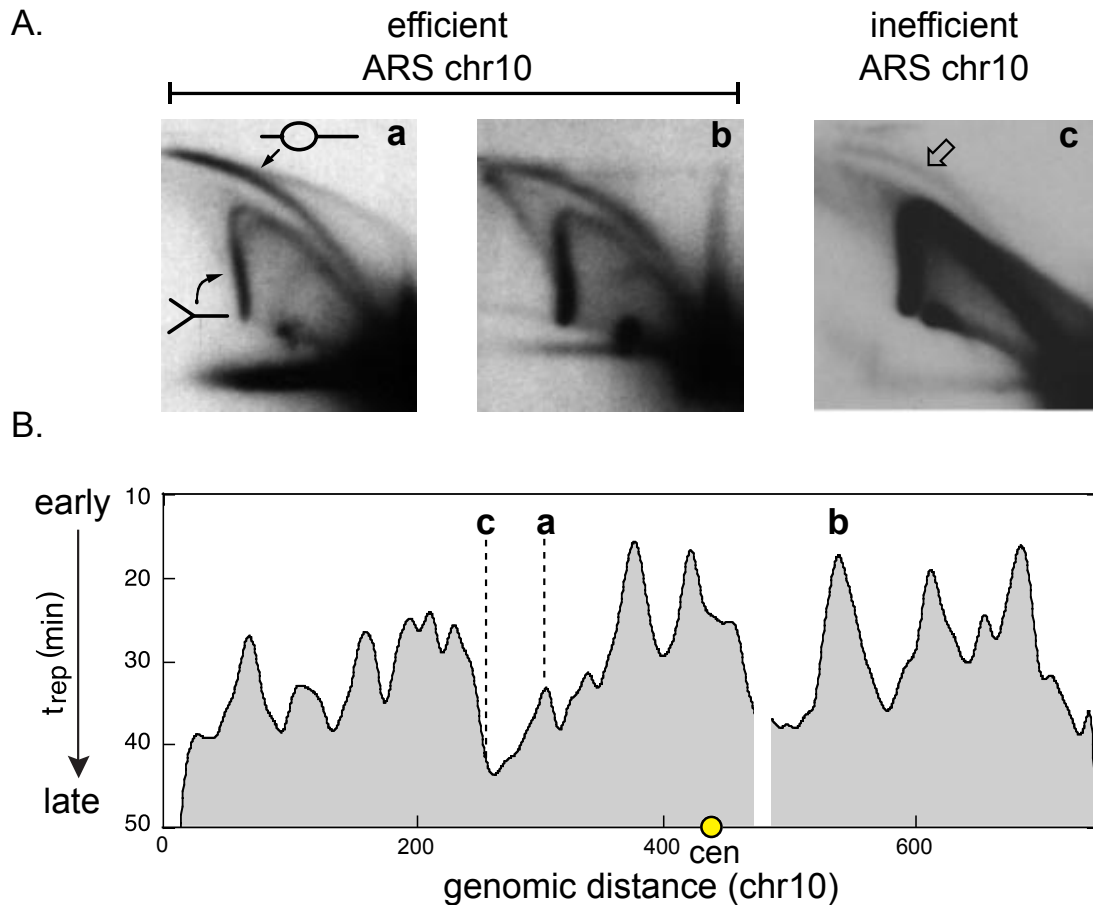 A.
efficient
ARS chr10
inefficient
ARS chr10
a
b
c
B.
early
late
t_rep (min)
10
20
30
40
50
c
a
b
0
200
400
600
cen
genomic distance (chr10)